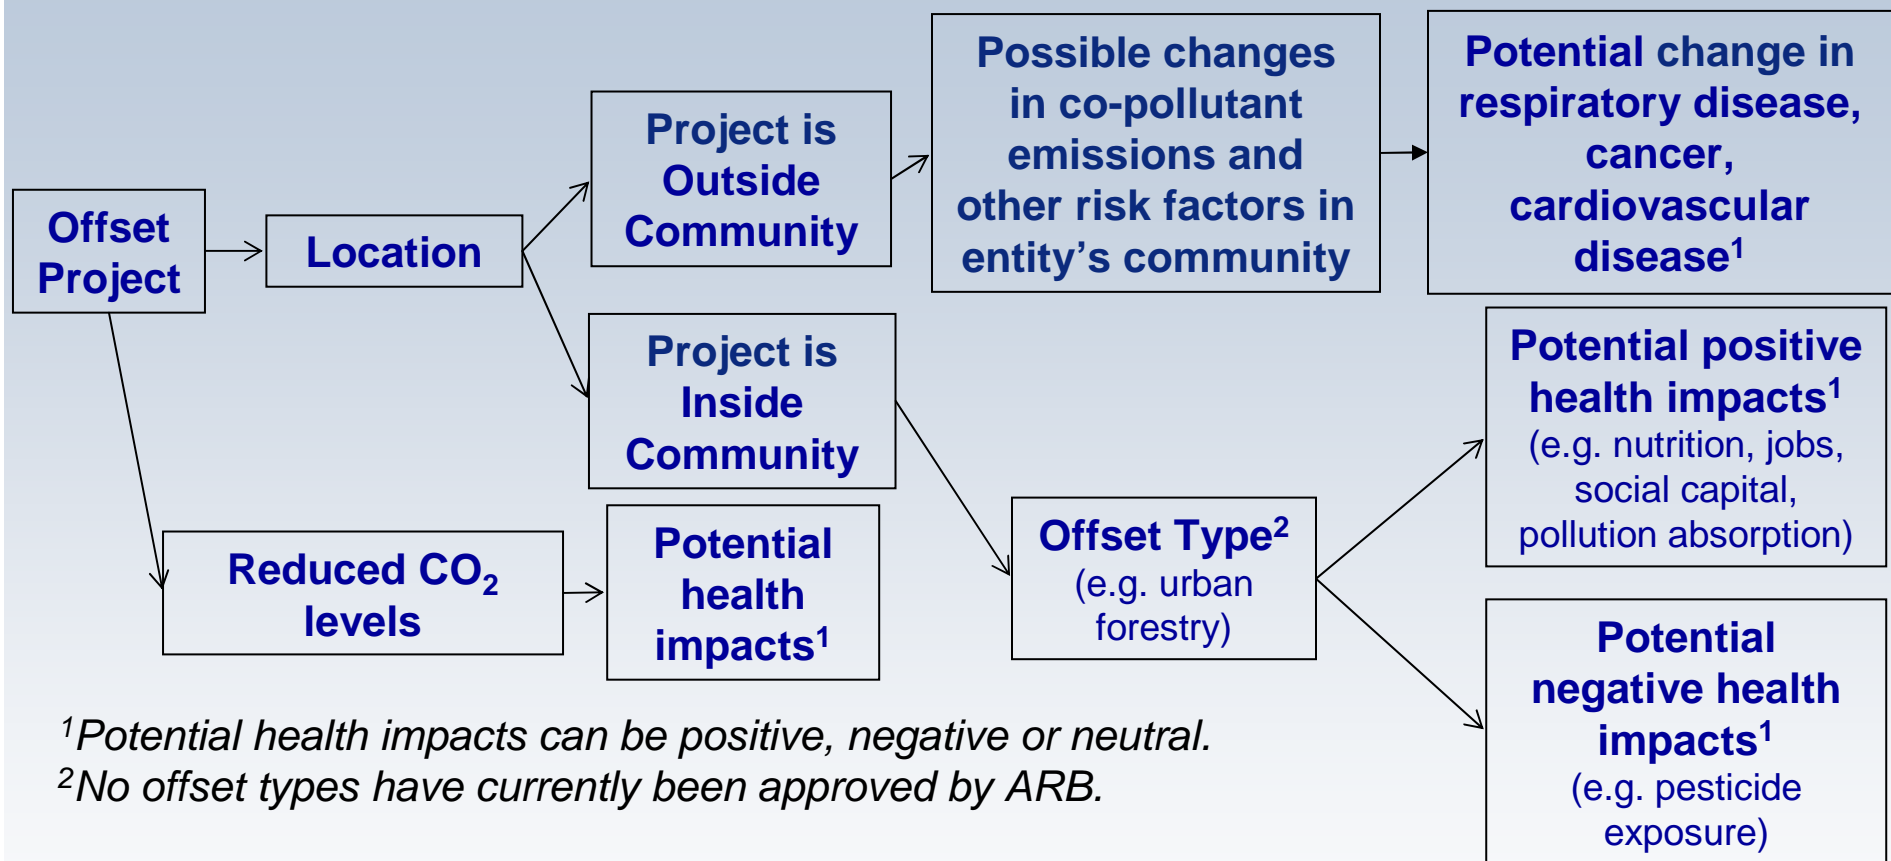 Offset
Project
Location
Project is
Outside
Community
Possible changes
in co-pollutant
emissions and
other risk factors in
entity’s community
Potential change in
respiratory disease,
cancer,
cardiovascular
disease¹
Project is
Inside
Community
Offset Type²
(e.g. urban
forestry)
Potential positive
health impacts¹
(e.g. nutrition, jobs,
social capital,
pollution absorption)
Potential
negative health
impacts¹
(e.g. pesticide
exposure)
Reduced CO₂
levels
Potential
health
impacts¹
¹Potential health impacts can be positive, negative or neutral.
²No offset types have currently been approved by ARB.